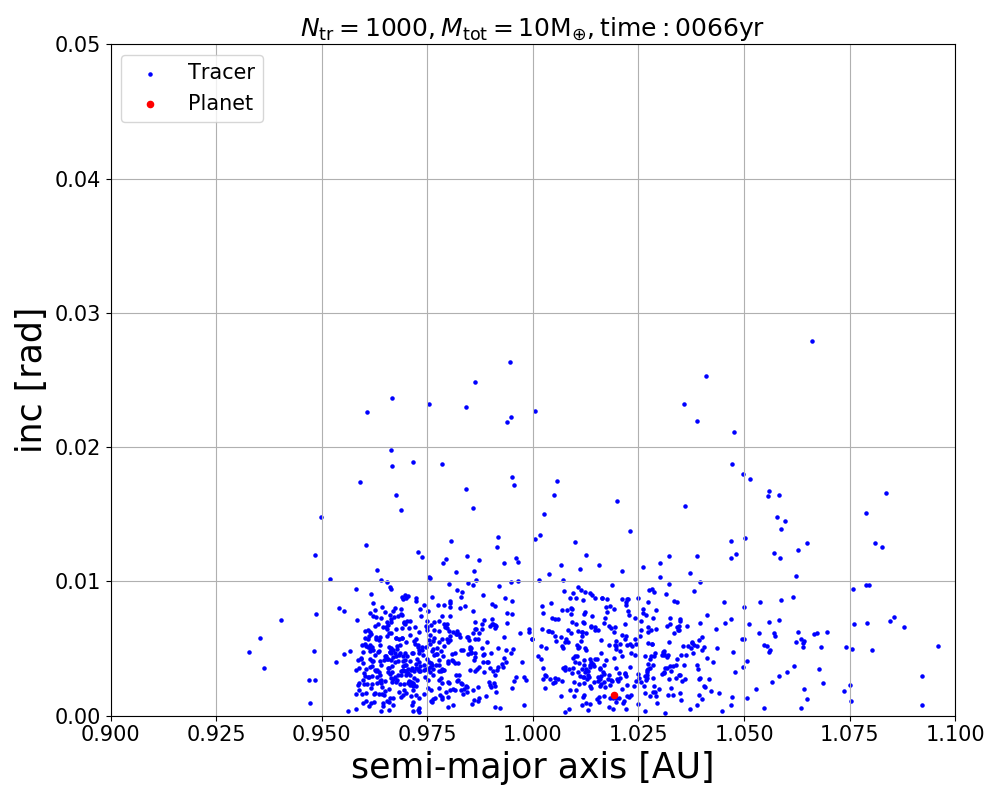 N_tr = 1000, M_tot = 10M_⊕, time : 0066yr
0.05
Tracer
Planet
0.04
0.03
0.02
0.01
0.00
inc [rad]
0.900 0.925 0.950 0.975 1.000 1.025 1.050 1.075 1.100
semi-major axis [AU]